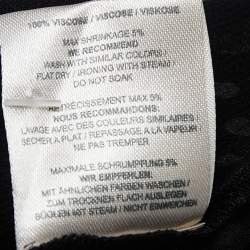 100% VISCOSE / VISCOSE / VISKOSE
MAX SHRINKAGE 5%
WE RECOMMEND
WASH WITH SIMILAR COLORS /
FLAT DRY / IRONING WITH STEAM /
DO NOT SOAK
RETRECISSEMENT MAX 5%
NOUS RECOMMANDONS:
LAVAGE AVEC DES COULEURS SIMILAIRES
SECHER A PLAT / REPASSAGE A LA VAPEUR /
NE PAS TREMPER
MAXIMALE SCHRUMPFUNG 5%
WIR EMPFEHLEN:
MIT ÄHNLICHEN FARBEN WASCHEN /
ZUM TROCKNEN FLACH AUSLEGEN
BÜGELN MIT STEAM / NICHT EINWEICHEN